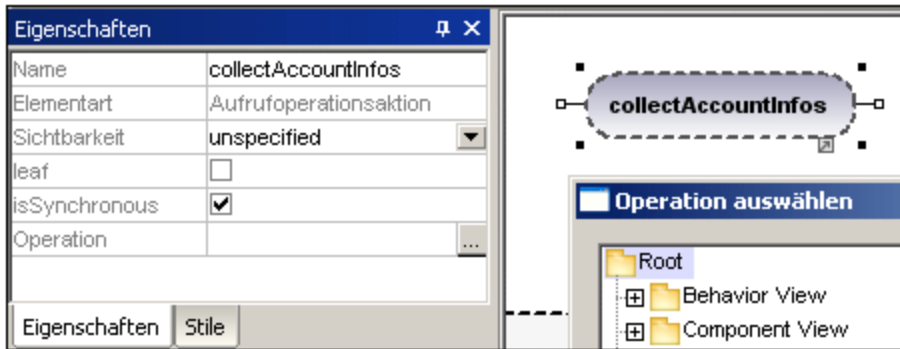 Eigenschaften
Name collectAccountInfos
Elementart Aufrufoperationsaktion
Sichtbarkeit unspecified
leaf
isSynchronous
Operation ...
Eigenschaften Stile
collectAccountInfos
Operation auswählen
Root
Behavior View
Component View